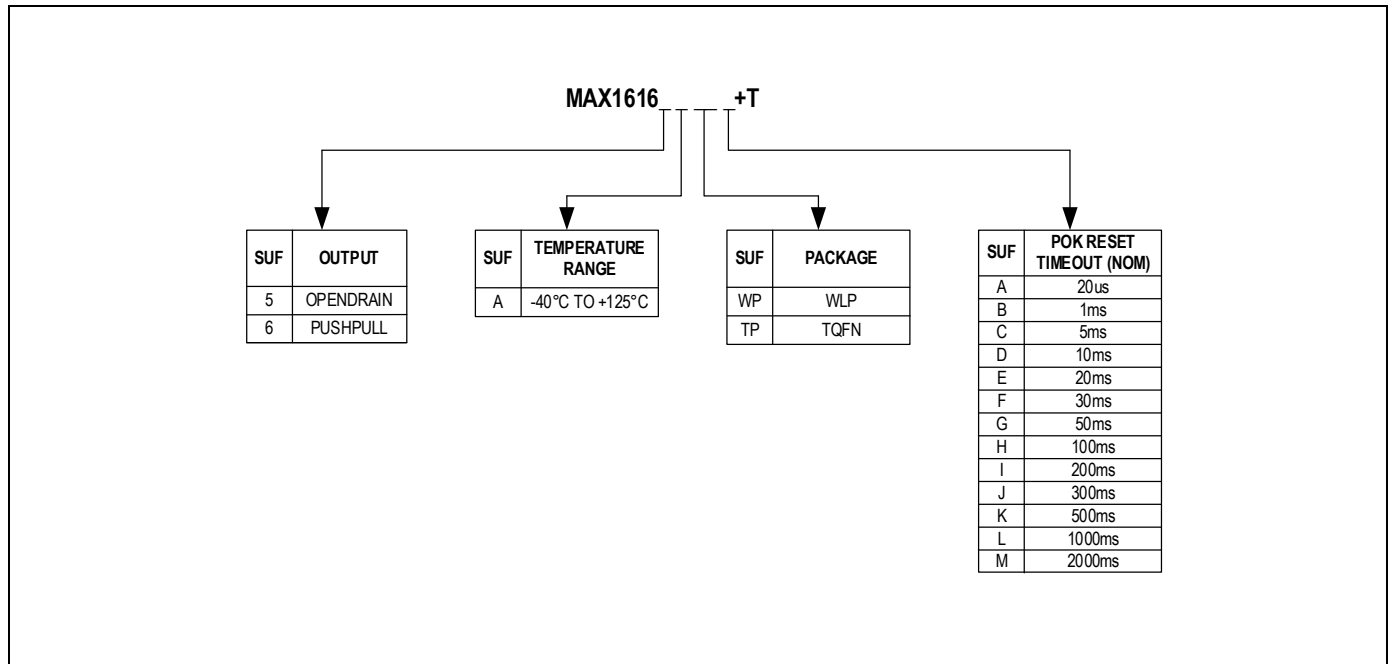 MAX1616_ _ _ _+T
SUF OUTPUT
5 OPENDRAIN
6 PUSHPULL
SUF TEMPERATURE
RANGE
A -40°C TO +125°C
SUF PACKAGE
WP WLP
TP TQFN
SUF POK RESET
TIMEOUT (NOM)
A 20us
B 1ms
C 5ms
D 10ms
E 20ms
F 30ms
G 50ms
H 100ms
I 200ms
J 300ms
K 500ms
L 1000ms
M 2000ms